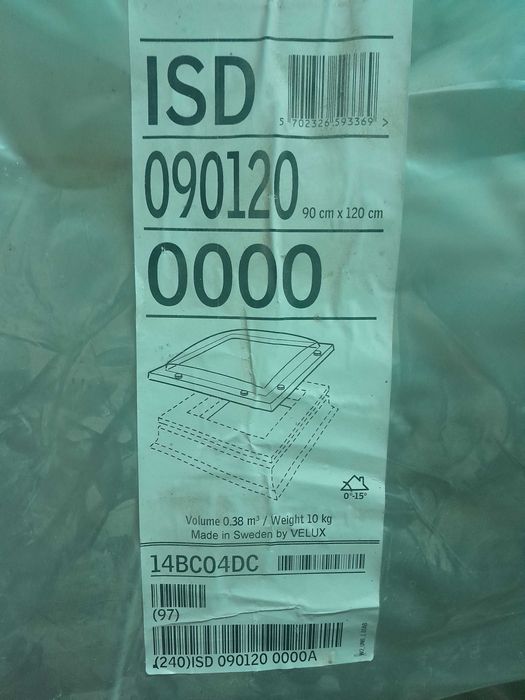 ISD
5 702326 593369 >
090120
90 cm x 120 cm
0000
0°-15°
Volume 0.38 m³ / Weight 10 kg
Made in Sweden by VELUX
14BC04DC
(97)
(240)ISD 090120 0000A